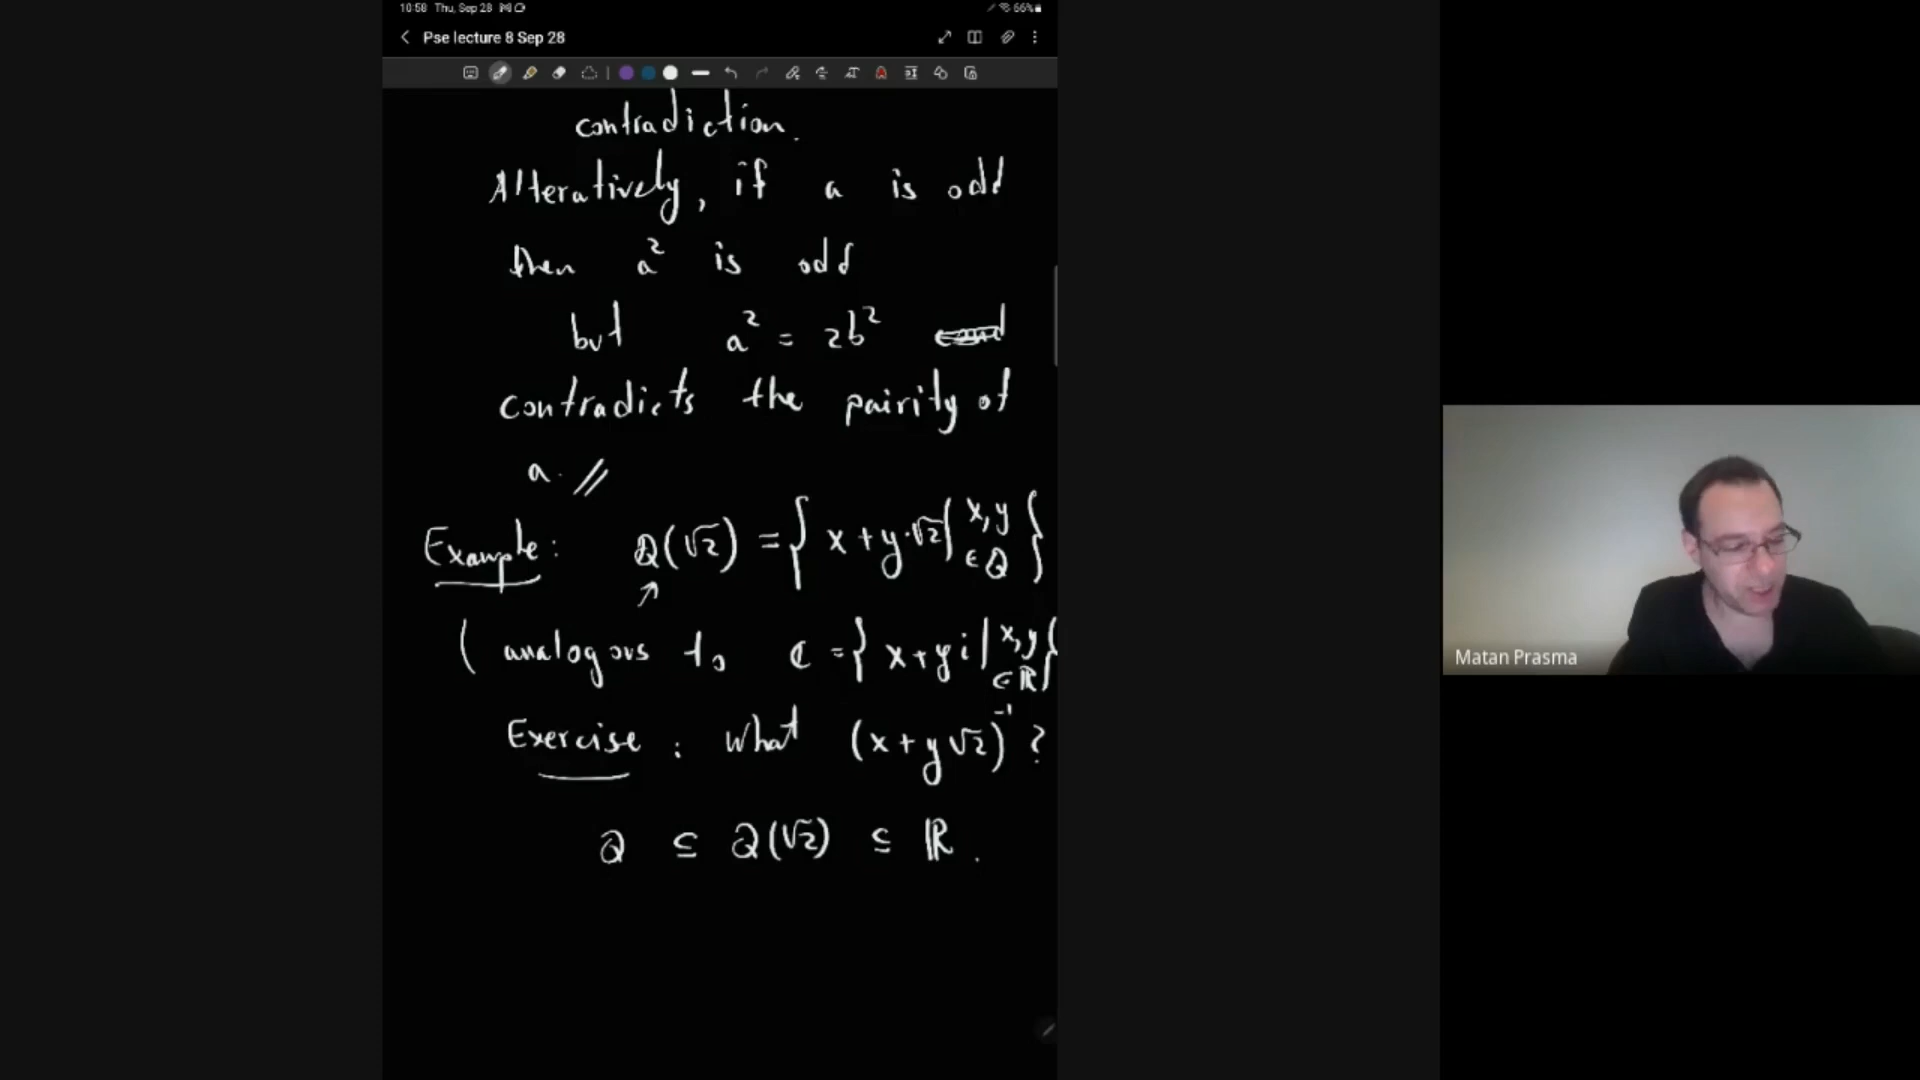 10:58 Thu, Sep 28
66%
Pse lecture 8 Sep 28
contradiction.
Alteratively, if a is odd
then a² is odd
but a² = 2b²
contradicts the pairity of
a. //
Example: Q(√2) = { x + y·√2 | x,y ∈ Q }
( analogous to C = { x + yi | x,y ∈ ℝ }
Exercise : what (x + y√2)⁻¹ ?
Q ⊆ Q(√2) ⊆ ℝ .
Matan Prasma